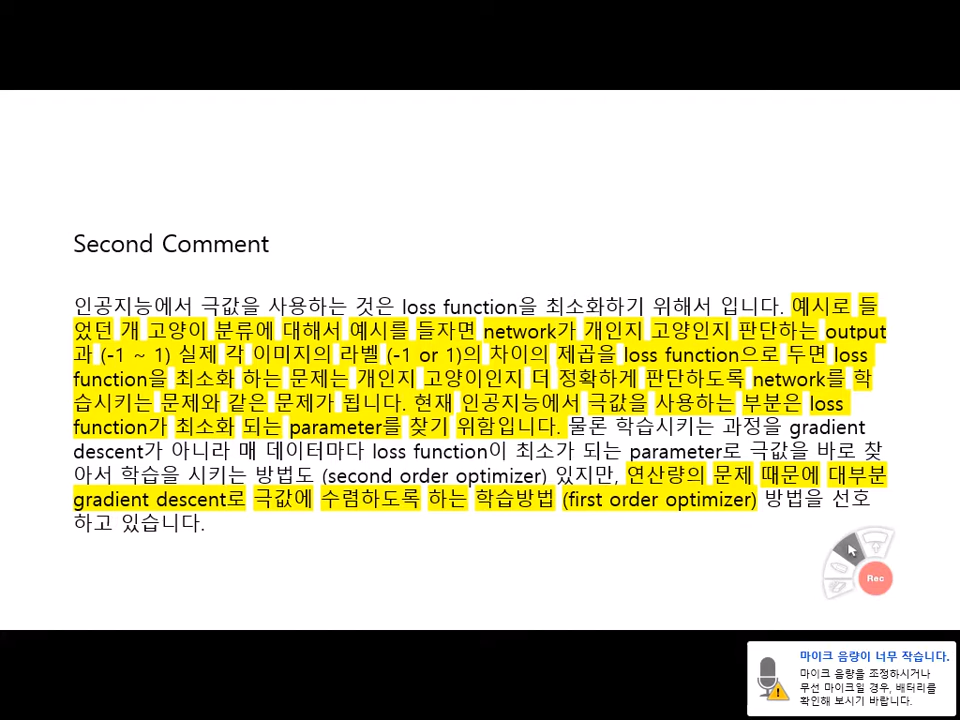 Second Comment
인공지능에서 극값을 사용하는 것은 loss function을 최소화하기 위해서 입니다. 예시로 들
었던 개 고양이 분류에 대해서 예시를 들자면 network가 개인지 고양인지 판단하는 output
과 (-1 ~ 1) 실제 각 이미지의 라벨 (-1 or 1)의 차이의 제곱을 loss function으로 두면 loss
function을 최소화 하는 문제는 개인지 고양이인지 더 정확하게 판단하도록 network를 학
습시키는 문제와 같은 문제가 됩니다. 현재 인공지능에서 극값을 사용하는 부분은 loss
function가 최소화 되는 parameter를 찾기 위함입니다. 물론 학습시키는 과정을 gradient
descent가 아니라 매 데이터마다 loss function이 최소가 되는 parameter로 극값을 바로 찾
아서 학습을 시키는 방법도 (second order optimizer) 있지만, 연산량의 문제 때문에 대부분
gradient descent로 극값에 수렴하도록 하는 학습방법 (first order optimizer) 방법을 선호
하고 있습니다.
Rec
마이크 음량이 너무 작습니다.
마이크 음량을 조정하시거나
무선 마이크일 경우, 배터리를
확인해 보시기 바랍니다.